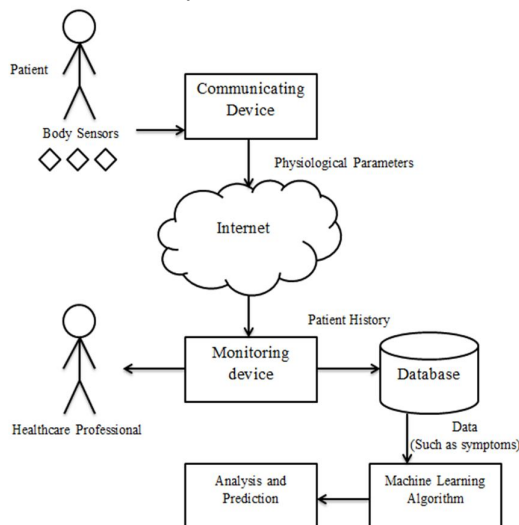 Patient
Communicating
Device
Body Sensors
Physiological Parameters
Internet
Patient History
Monitoring
device
Database
Healthcare Professional
Data
(Such as symptoms)
Analysis and
Prediction
Machine Learning
Algorithm